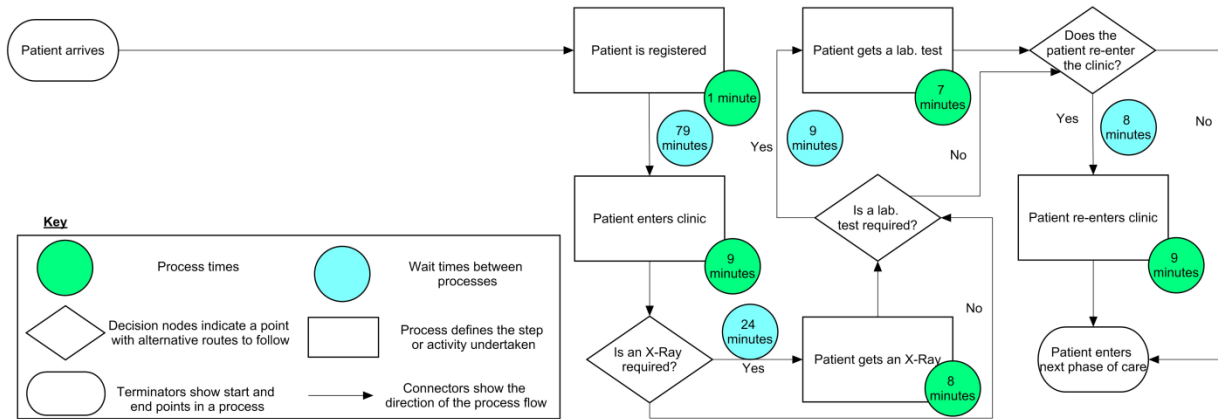 Patient arrives
Patient is registered
1 minute
79
minutes
Patient enters clinic
9
minutes
Is an X-Ray
required?
24
minutes
Yes
Patient gets an X-Ray
8
minutes
No
Is a lab.
test required?
Yes
9
minutes
No
Patient gets a lab. test
7
minutes
Does the
patient re-enter
the clinic?
Yes
8
minutes
No
Patient re-enters clinic
9
minutes
Patient enters
next phase of care
Key
Process times
Wait times between
processes
Decision nodes indicate a point
with alternative routes to follow
Process defines the step
or activity undertaken
Terminators show start and
end points in a process
Connectors show the
direction of the process flow